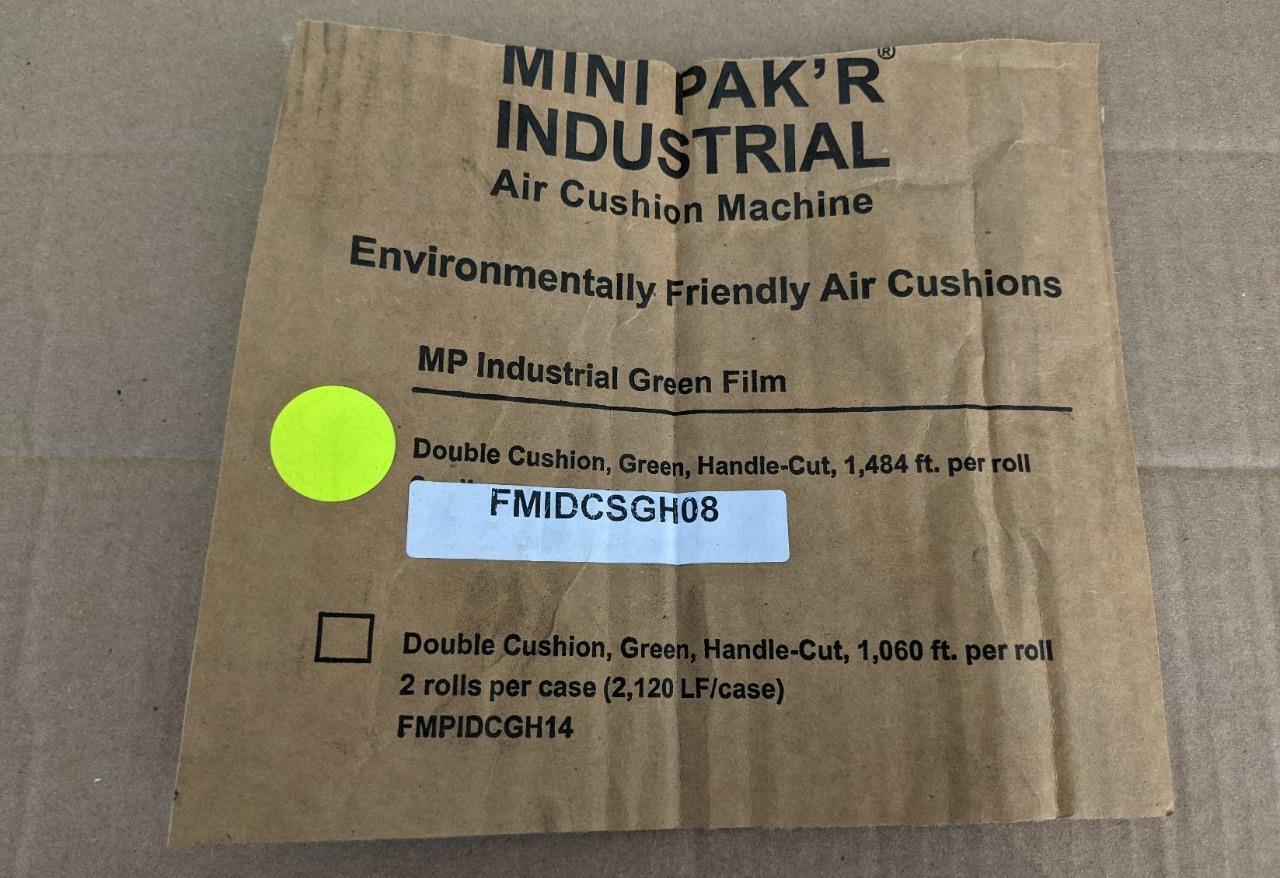 MINI PAK'R®
INDUSTRIAL
Air Cushion Machine
Environmentally Friendly Air Cushions
MP Industrial Green Film
Double Cushion, Green, Handle-Cut, 1,484 ft. per roll
FMIDCSGH08
Double Cushion, Green, Handle-Cut, 1,060 ft. per roll
2 rolls per case (2,120 LF/case)
FMPIDCGH14